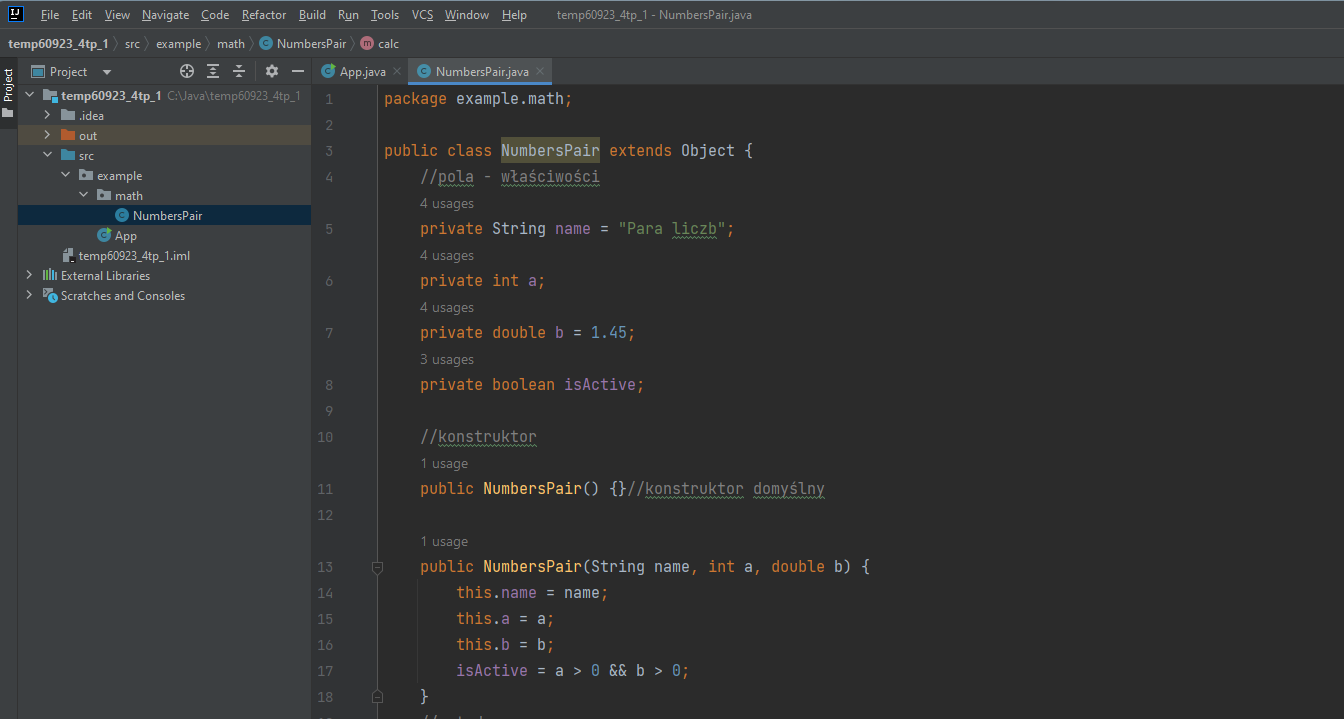 File Edit View Navigate Code Refactor Build Run Tools VCS Window Help temp60923_4tp_1 - NumbersPair.java
temp60923_4tp_1 src example math NumbersPair calc
Project
Project
App.java NumbersPair.java
temp60923_4tp_1 C:\Java\temp60923_4tp_1
.idea
out
src
example
math
NumbersPair
App
temp60923_4tp_1.iml
External Libraries
Scratches and Consoles
1 package example.math;
2
3 public class NumbersPair extends Object {
4 //pola - właściwości
4 usages
5 private String name = "Para liczb";
4 usages
6 private int a;
4 usages
7 private double b = 1.45;
3 usages
8 private boolean isActive;
9
10 //konstruktor
1 usage
11 public NumbersPair() {}//konstruktor domyślny
12
1 usage
13 public NumbersPair(String name, int a, double b) {
14 this.name = name;
15 this.a = a;
16 this.b = b;
17 isActive = a > 0 && b > 0;
18 }